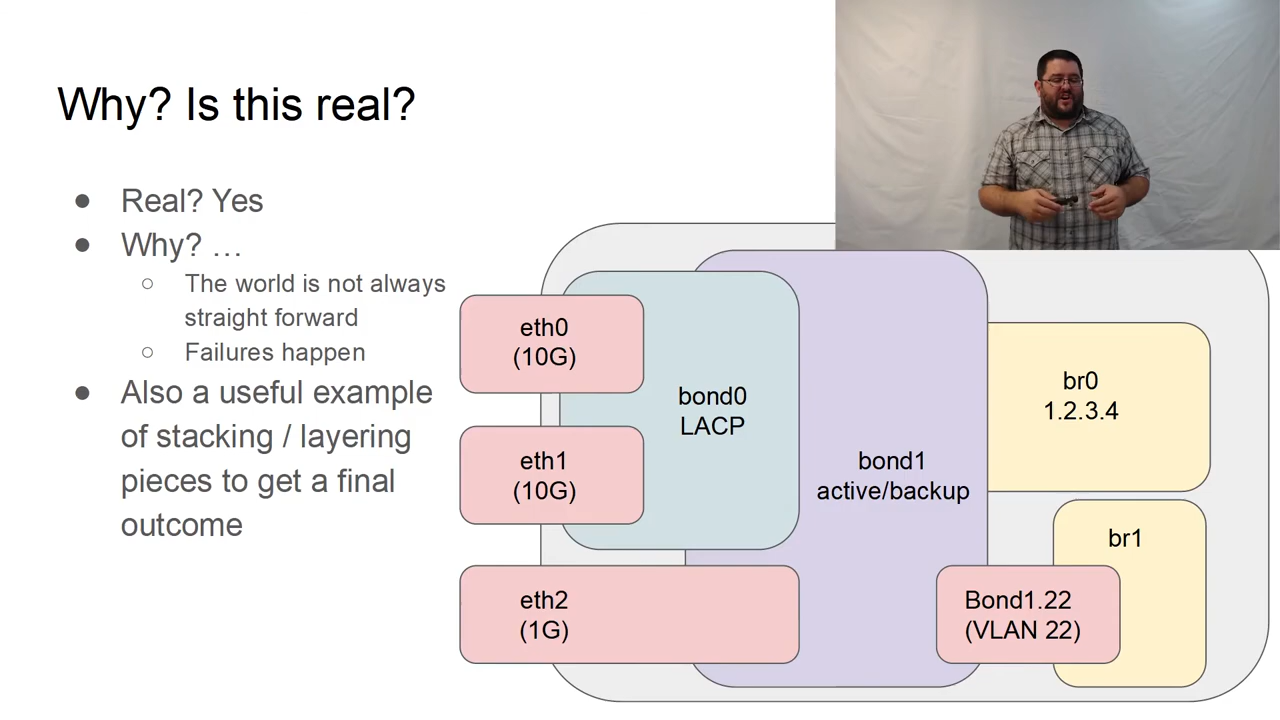 Why? Is this real?
● Real? Yes
● Why? …
○ The world is not always
straight forward
○ Failures happen
● Also a useful example
of stacking / layering
pieces to get a final
outcome
eth0
(10G)
eth1
(10G)
eth2
(1G)
bond0
LACP
bond1
active/backup
br0
1.2.3.4
br1
Bond1.22
(VLAN 22)